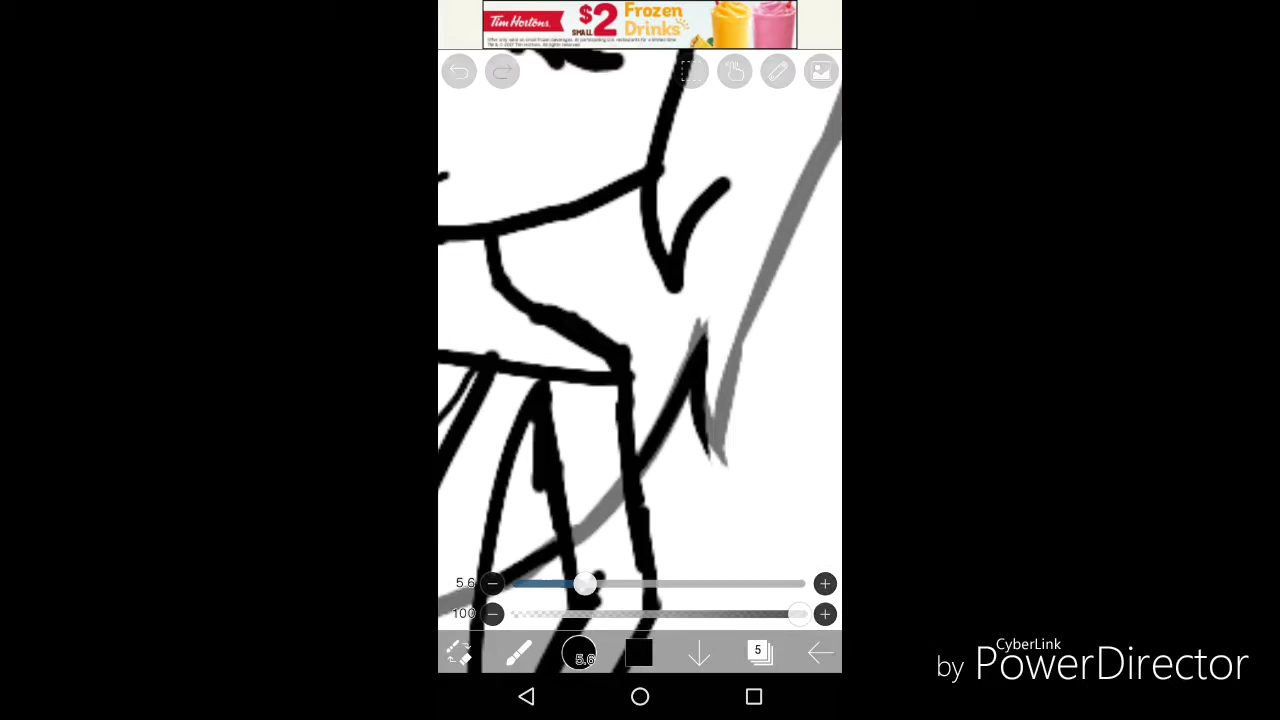 Tim Hortons.
SMALL $2 Frozen Drinks
5.6
100
5.6
5
CyberLink
by PowerDirector